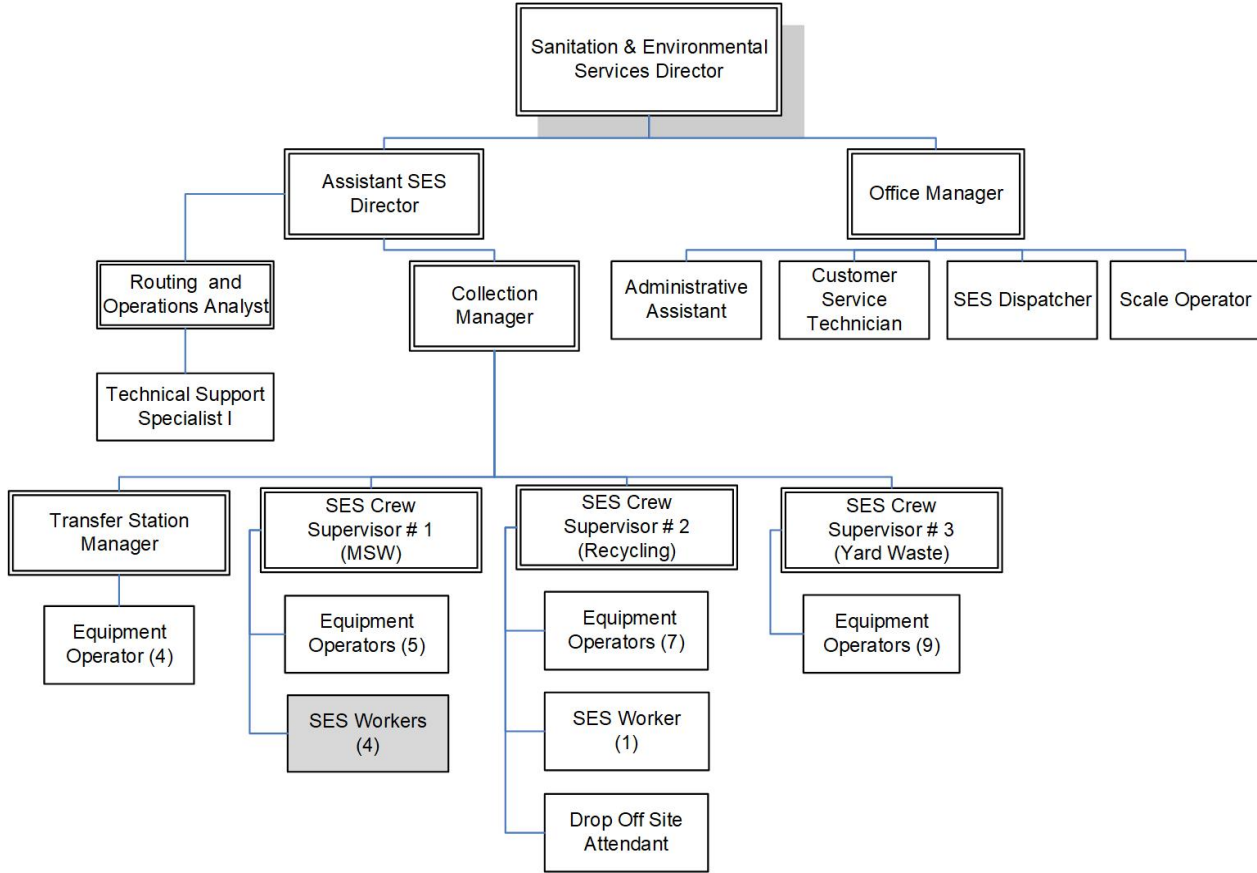 Sanitation & Environmental
Services Director
Assistant SES
Director
Office Manager
Routing and
Operations Analyst
Collection
Manager
Administrative
Assistant
Customer
Service
Technician
SES Dispatcher
Scale Operator
Technical Support
Specialist I
Transfer Station
Manager
SES Crew
Supervisor # 1
(MSW)
SES Crew
Supervisor # 2
(Recycling)
SES Crew
Supervisor # 3
(Yard Waste)
Equipment
Operator (4)
Equipment
Operators (5)
Equipment
Operators (7)
Equipment
Operators (9)
SES Workers
(4)
SES Worker
(1)
Drop Off Site
Attendant